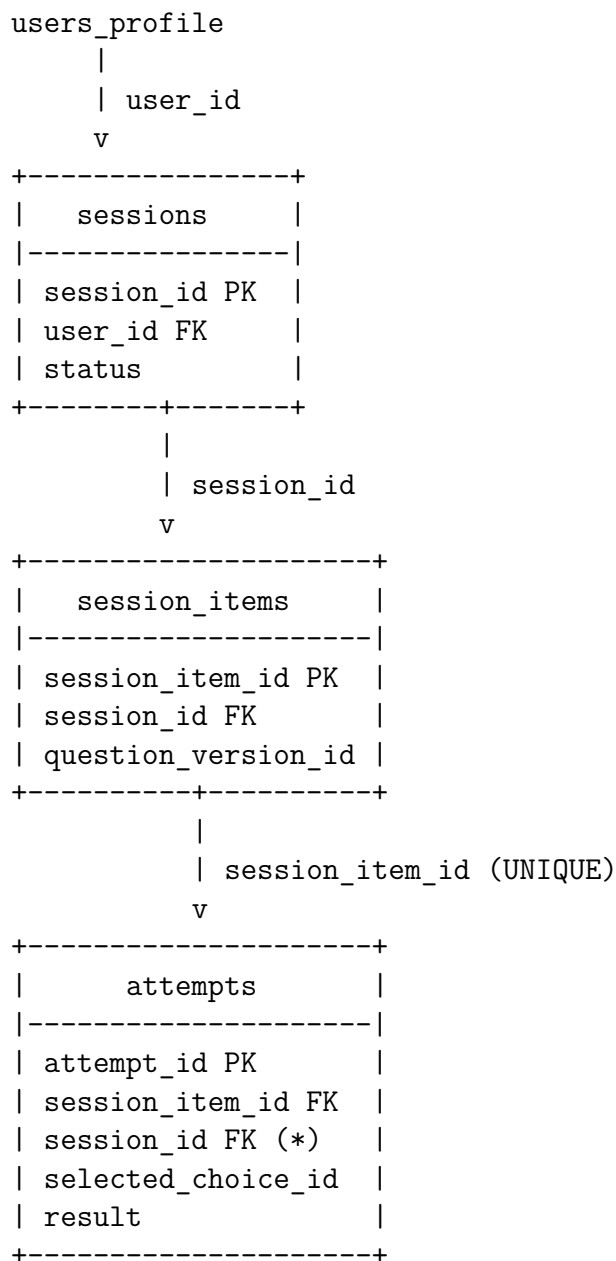 users_profile
|
| user_id
v
+----------------+
|   sessions     |
|----------------|
| session_id PK  |
| user_id FK     |
| status         |
+--------+-------+
|
| session_id
v
+---------------------+
|   session_items     |
|---------------------|
| session_item_id PK  |
| session_id FK       |
| question_version_id |
+----------+----------+
|
| session_item_id (UNIQUE)
v
+---------------------+
|      attempts       |
|---------------------|
| attempt_id PK       |
| session_item_id FK  |
| session_id FK (*)   |
| selected_choice_id  |
| result              |
+---------------------+